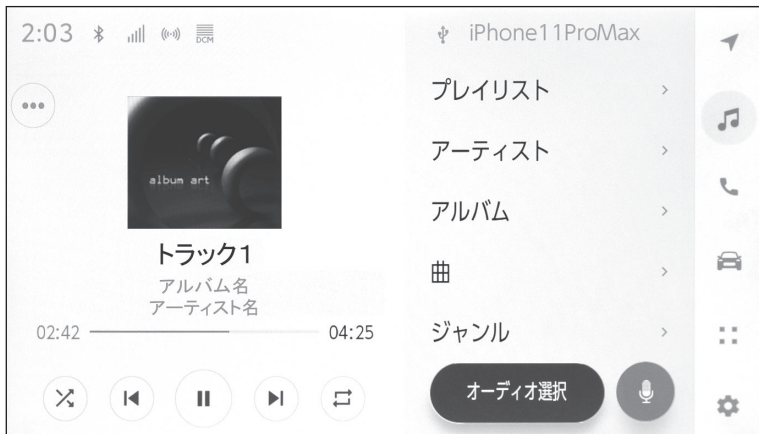 2:03
DCM
album art
トラック1
アルバム名
アーティスト名
02:42
04:25
iPhone11ProMax
プレイリスト
アーティスト
アルバム
曲
ジャンル
オーディオ選択